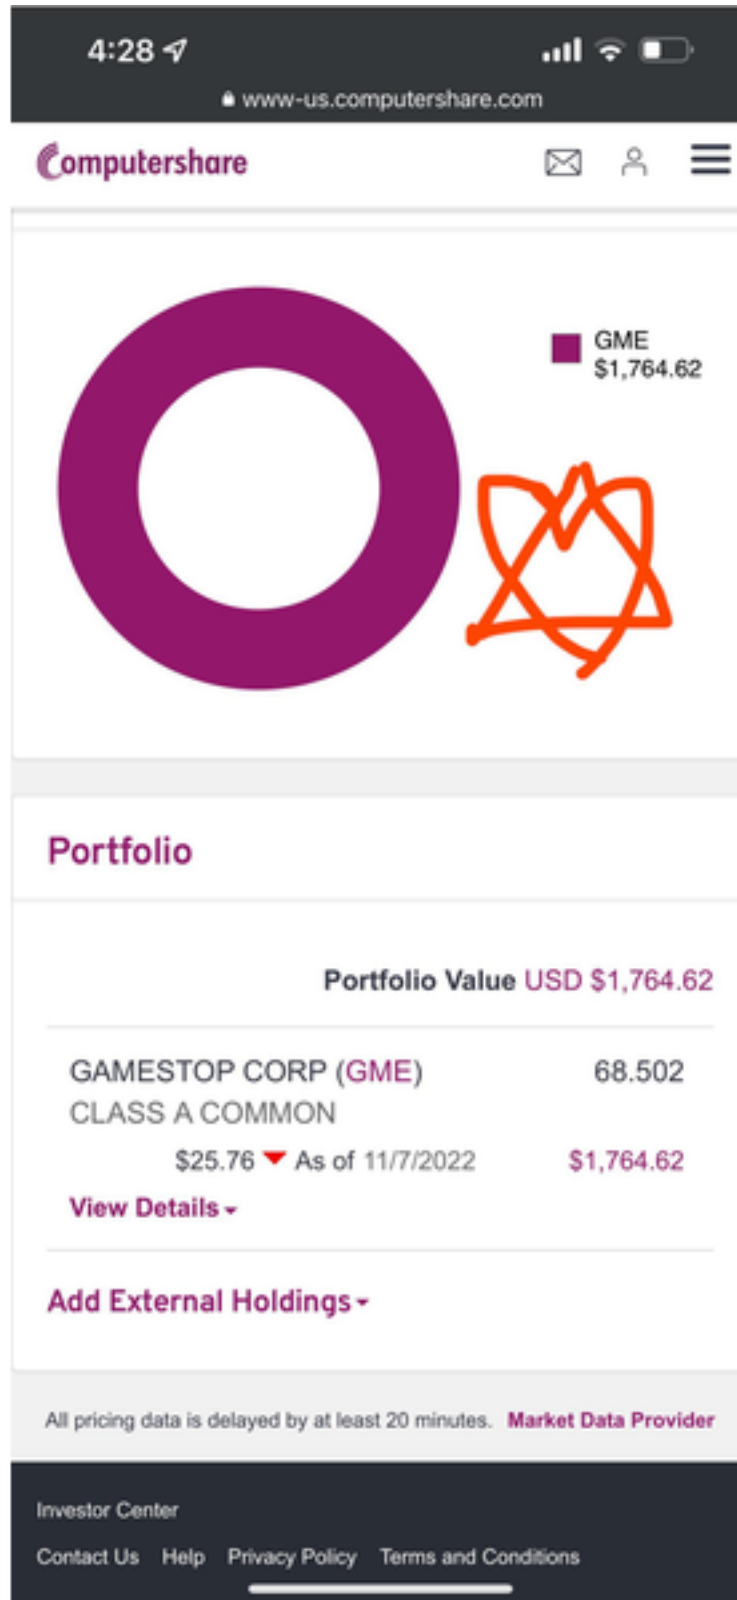 4:28
www-us.computershare.com
Computershare
GME
$1,764.62
Portfolio
Portfolio Value USD $1,764.62
GAMESTOP CORP (GME) 68.502
CLASS A COMMON
$25.76 As of 11/7/2022 $1,764.62
View Details
Add External Holdings
All pricing data is delayed by at least 20 minutes. Market Data Provider
Investor Center
Contact Us Help Privacy Policy Terms and Conditions